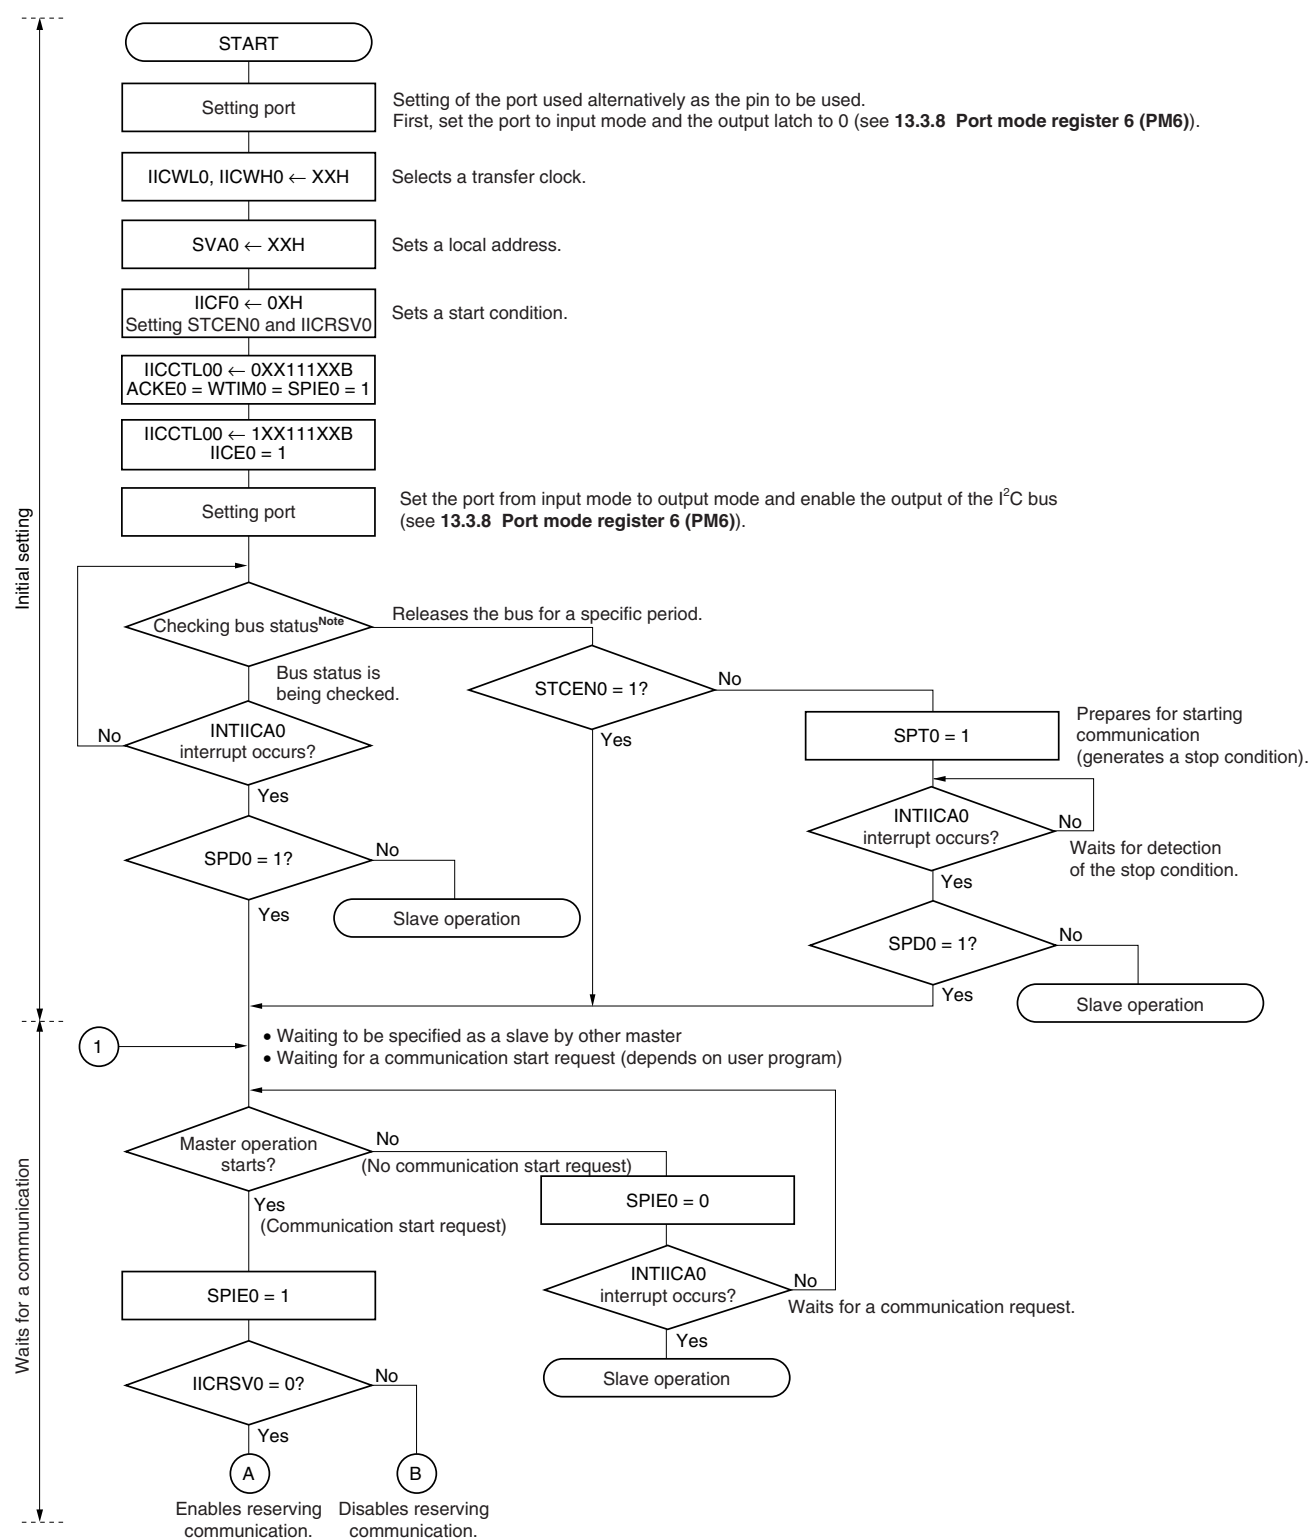 START
Setting port
Setting of the port used alternatively as the pin to be used.
First, set the port to input mode and the output latch to 0 (see 13.3.8 Port mode register 6 (PM6)).
IICWL0, IICWH0 ← XXH
Selects a transfer clock.
SVA0 ← XXH
Sets a local address.
IICF0 ← 0XH
Setting STCEN0 and IICRSV0
Sets a start condition.
IICCTL00 ← 0XX111XXB
ACKE0 = WTIM0 = SPIE0 = 1
IICCTL00 ← 1XX111XXB
IICE0 = 1
Setting port
Set the port from input mode to output mode and enable the output of the I²C bus
(see 13.3.8 Port mode register 6 (PM6)).
Initial setting
Checking bus statusNote
Releases the bus for a specific period.
Bus status is
being checked.
STCEN0 = 1?
No
Yes
SPT0 = 1
Prepares for starting
communication
(generates a stop condition).
INTIICA0
interrupt occurs?
No
Yes
INTIICA0
interrupt occurs?
No
Waits for detection
of the stop condition.
Yes
SPD0 = 1?
No
Yes
Slave operation
SPD0 = 1?
No
Yes
Slave operation
1
• Waiting to be specified as a slave by other master
• Waiting for a communication start request (depends on user program)
Waits for a communication
Master operation
starts?
No
(No communication start request)
Yes
(Communication start request)
SPIE0 = 0
INTIICA0
interrupt occurs?
No
Waits for a communication request.
Yes
Slave operation
SPIE0 = 1
IICRSV0 = 0?
No
Yes
A
B
Enables reserving
communication.
Disables reserving
communication.